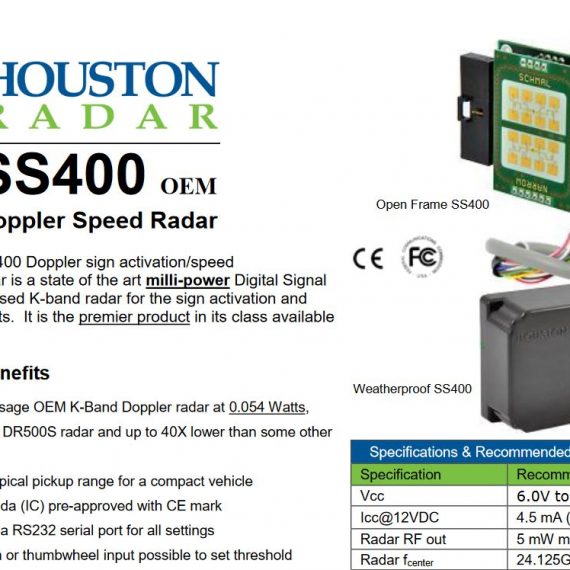 HOUSTON
RADAR
SS400 OEM
oppler Speed Radar
400 Doppler sign activation/speed
ar is a state of the art milli-power Digital Signal
sed K-band radar for the sign activation and
ts. It is the premier product in its class available
nefits
sage OEM K-Band Doppler radar at 0.054 Watts,
DR500S radar and up to 40X lower than some other
pical pickup range for a compact vehicle
da (IC) pre-approved with CE mark
a RS232 serial port for all settings
n or thumbwheel input possible to set threshold
SCHMAL
NARROW
Open Frame SS400
CE FC
HOUSTON
Weatherproof SS400
Specifications & Recommended
Specification Recomm
Vcc 6.0V to
Icc@12VDC 4.5 mA (
Radar RF out 5 mW m
Radar fcenter 24.125G